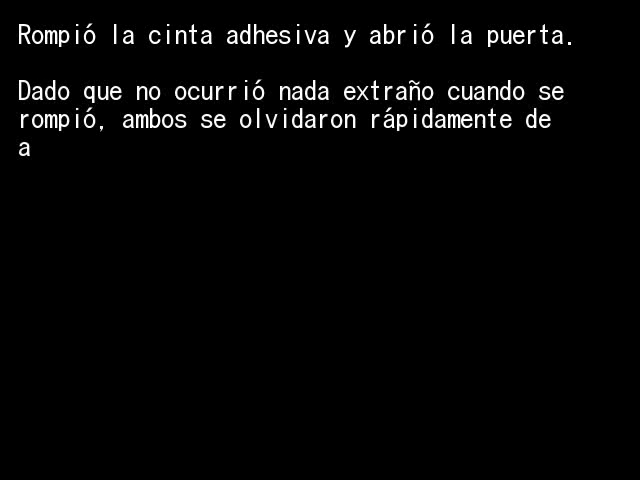 Rompió la cinta adhesiva y abrió la puerta.
Dado que no ocurrió nada extraño cuando se
rompió, ambos se olvidaron rápidamente de
a